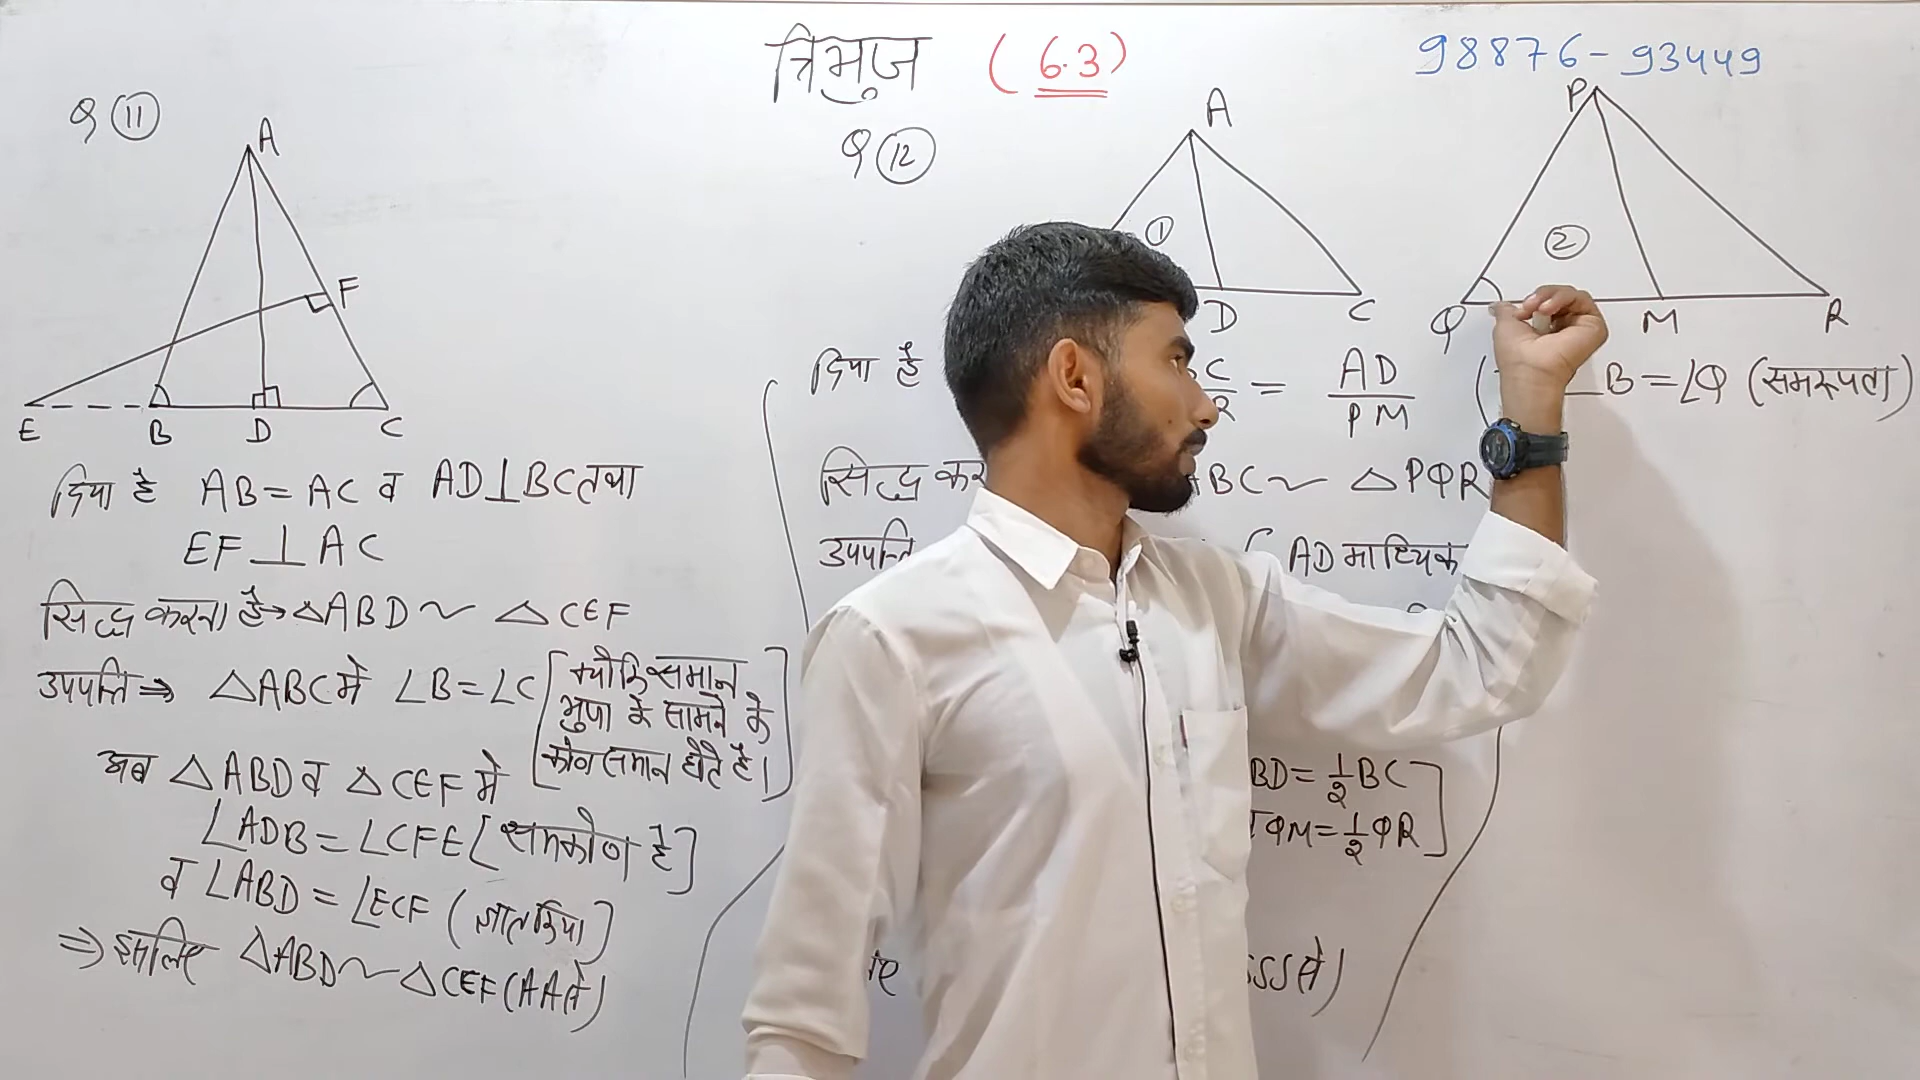 त्रिभुज (6.3)
98876-93449
Q 11
A
F
E B D C
दिया है AB = AC व AD⊥BC तथा
EF ⊥ AC
सिद्ध करना है→ △ABD ~ △CEF
उपपत्ति ⇒ △ABC में ∠B = ∠C [क्योंकि समान
भुजा के सामने के
कोण समान होते है।]
अब △ABD व △CEF में
∠ADB = ∠CFE [समकोण है]
व ∠ABD = ∠ECF (ज्ञात किया]
⇒ इसलिए △ABD ~ △CEF (AA से)
Q 12
A
1
D C
P
2
Q M R
दिया है
C/R = AD/PM
B = ∠Q (समरूपता)
सिद्ध कर
ABC ~ △PQR
उपपत्ति
AD माध्यिका
BD = 1/2 BC
QM = 1/2 QR]
SSS से)